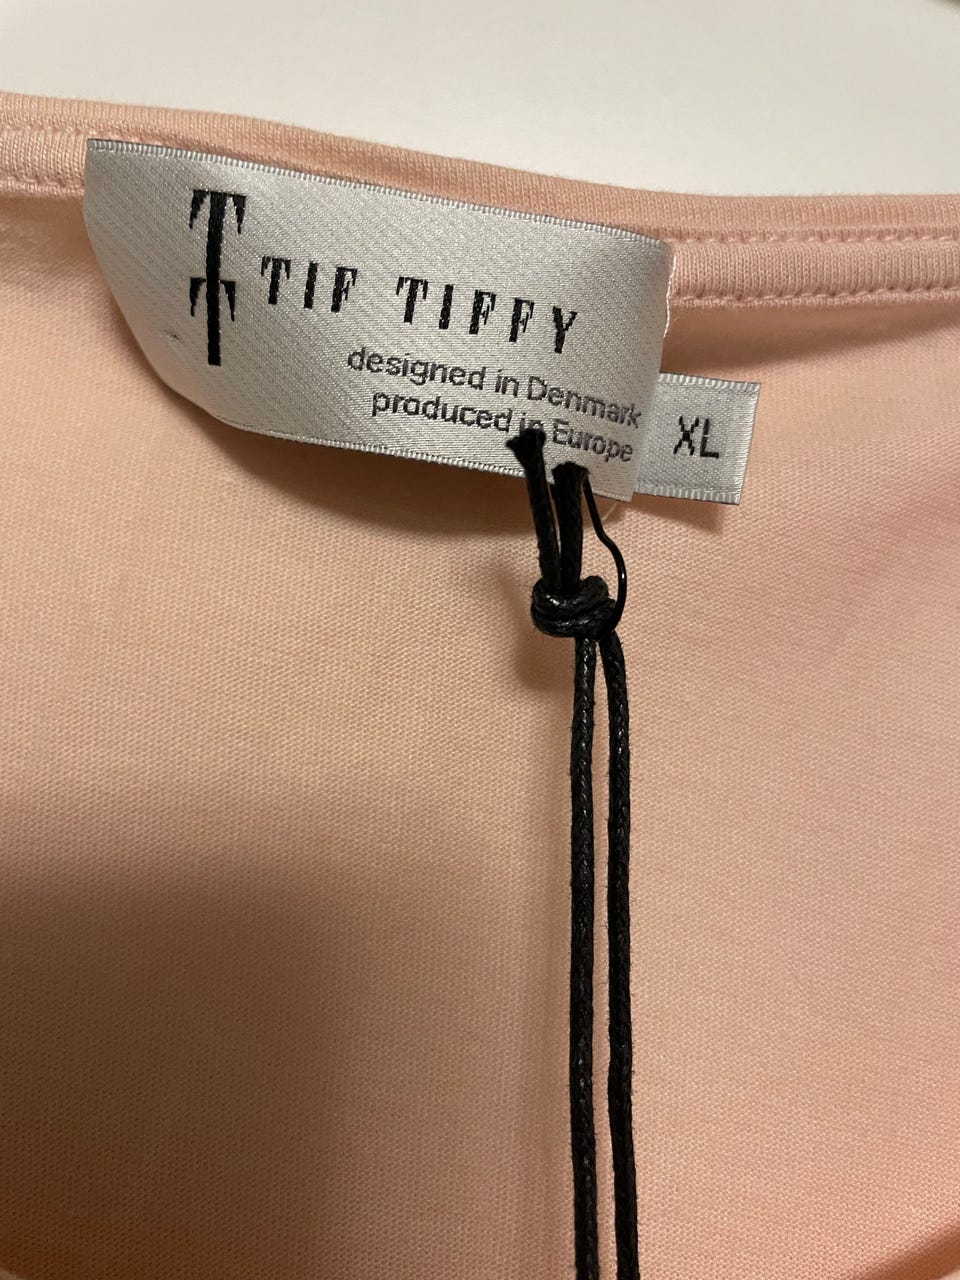 TIF TIFFY
designed in Denmark
produced in Europe
XL